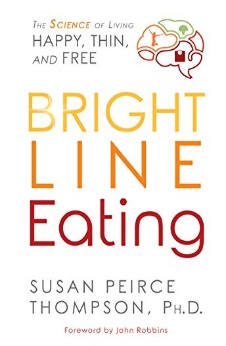 The Science of Living
Happy, Thin,
and Free
BRIGHT
LINE
Eating
SUSAN PEIRCE
THOMPSON, Ph.D.
Foreword by John Robbins